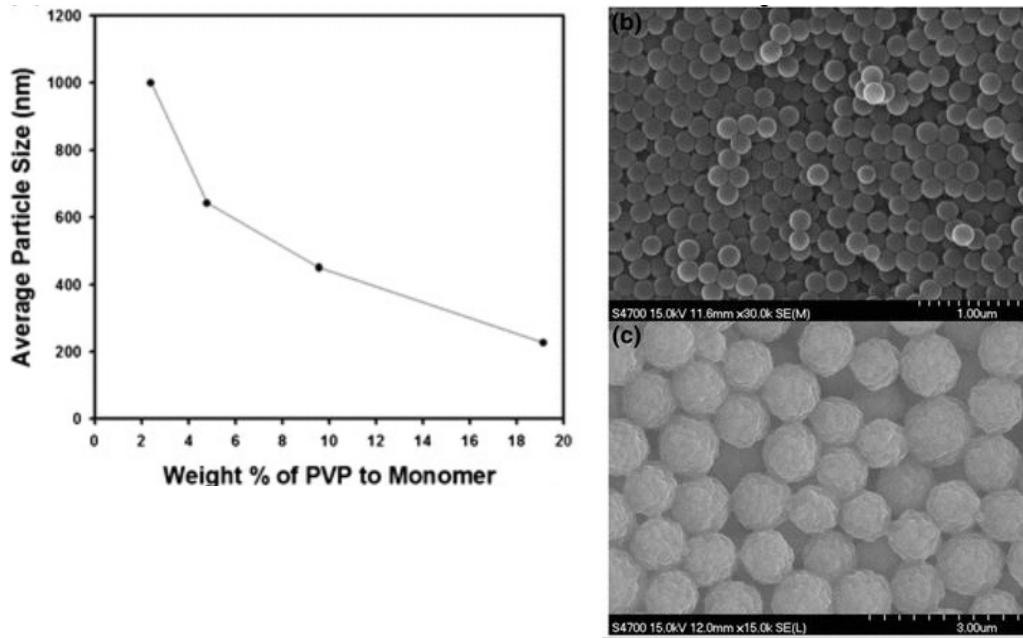 1200
1000
800
600
400
200
0
0 2 4 6 8 10 12 14 16 18 20
Average Particle Size (nm)
Weight % of PVP to Monomer
(b)
S4700 15.0kV 11.6mm x30.0k SE(M) 1.00um
(c)
S4700 15.0kV 12.0mm x15.0k SE(L) 3.00um